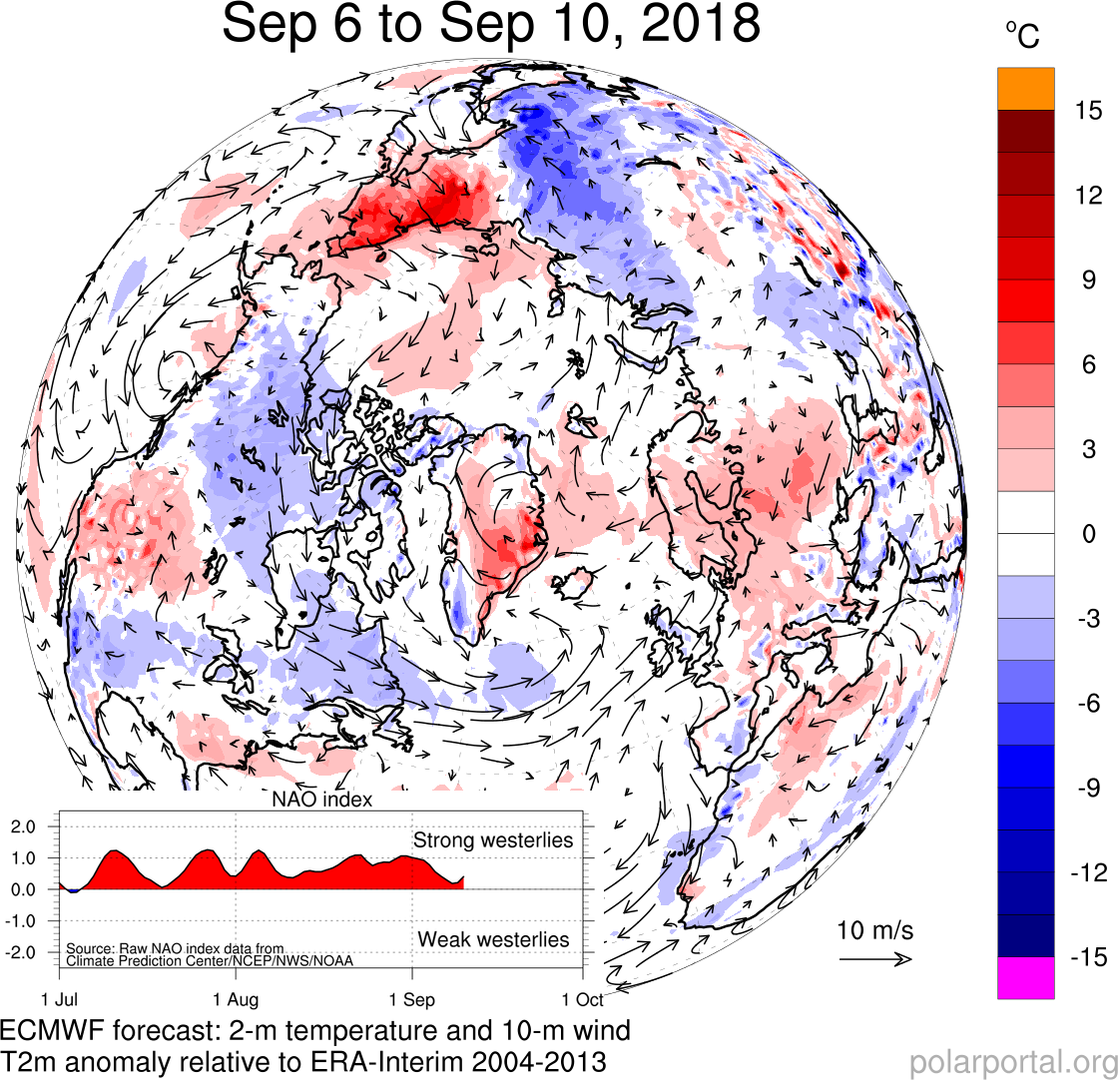 Sep 6 to Sep 10, 2018
°C
15
12
9
6
3
0
-3
-6
-9
-12
-15
10 m/s
NAO index
2.0
1.0
0.0
-1.0
-2.0
Strong westerlies
Weak westerlies
Source: Raw NAO index data from
Climate Prediction Center/NCEP/NWS/NOAA
1 Jul
1 Aug
1 Sep
1 Oct
ECMWF forecast: 2-m temperature and 10-m wind
T2m anomaly relative to ERA-Interim 2004-2013
polarportal.org